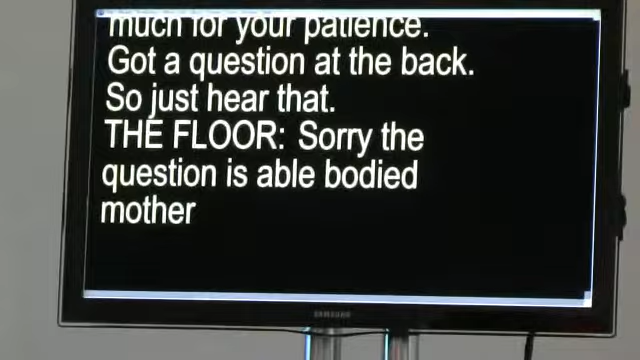 much for your patience.
Got a question at the back.
So just hear that.
THE FLOOR: Sorry the
question is able bodied
mother
SAMSUNG